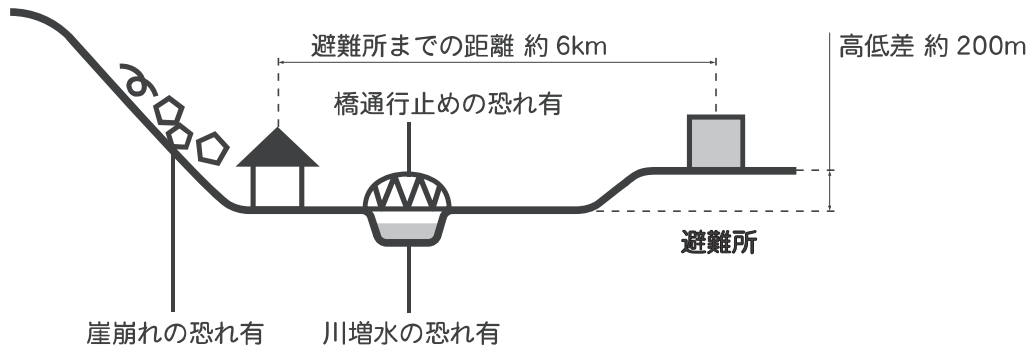 避難所までの距離 約 6km
高低差 約 200m
橋通行止めの恐れ有
避難所
崖崩れの恐れ有
川増水の恐れ有